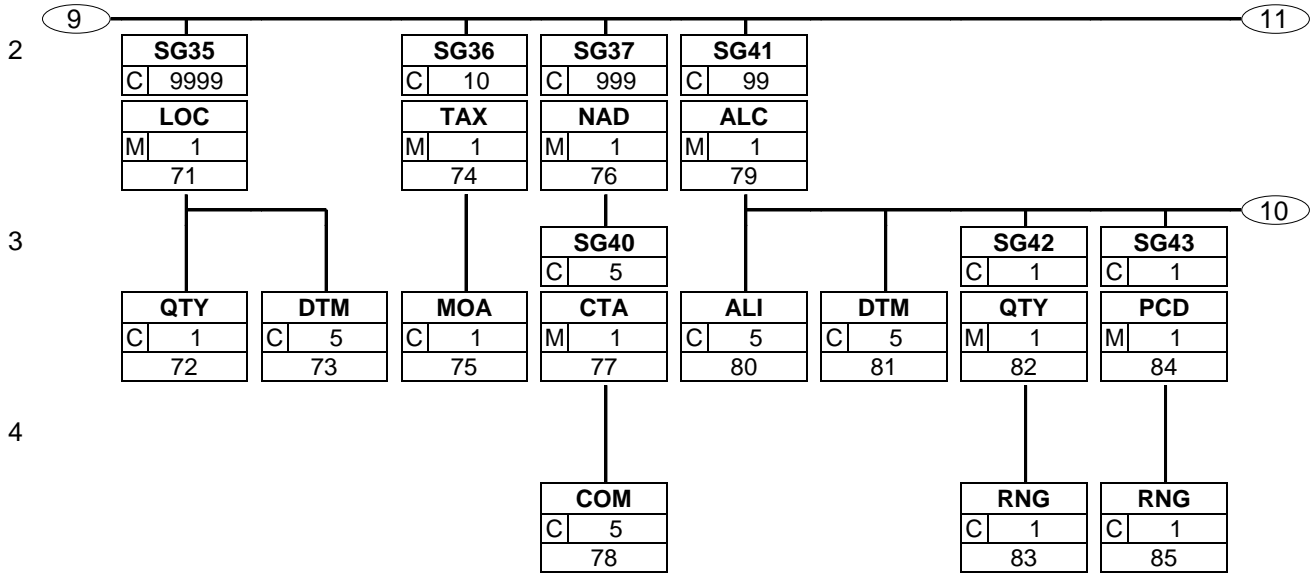 9 11
2 SG35 SG36 SG37 SG41
C 9999 C 10 C 999 C 99
LOC TAX NAD ALC
M 1 M 1 M 1 M 1
71 74 76 79
10
3 SG40 SG42 SG43
C 5 C 1 C 1
QTY DTM MOA CTA ALI DTM QTY PCD
C 1 C 5 C 1 M 1 C 5 C 5 M 1 M 1
72 73 75 77 80 81 82 84
4
COM RNG RNG
C 5 C 1 C 1
78 83 85